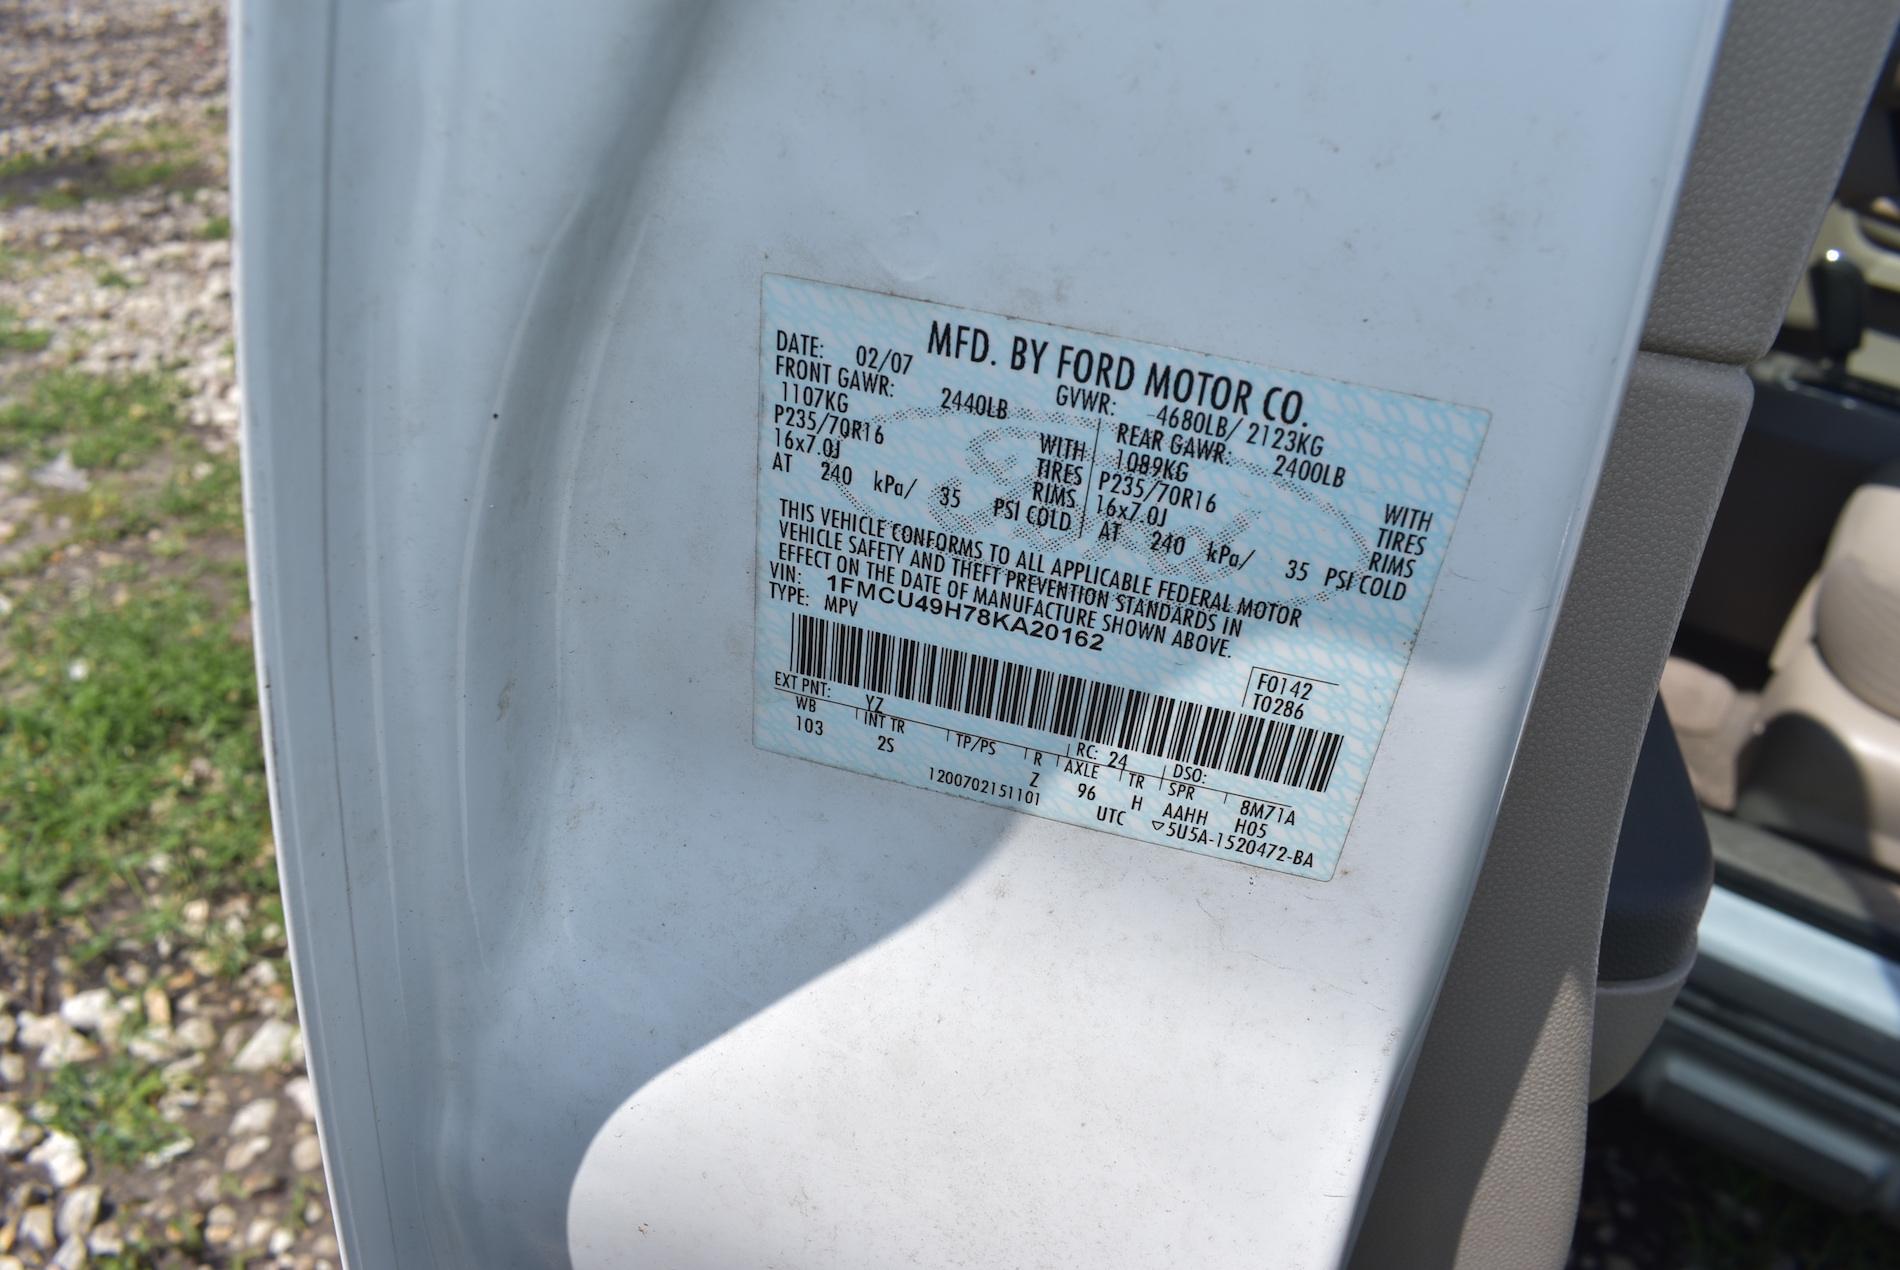 MFD. BY FORD MOTOR CO.
DATE: 02/07 GVWR: 4680LB/ 2123KG
FRONT GAWR: 2440LB REAR GAWR: 2400LB
1107KG WITH 1089KG WITH
P235/70R16 TIRES P235/70R16 TIRES
16x7.0J RIMS 16x7.0J RIMS
AT 240 kPa/ 35 PSI COLD AT 240 kPa/ 35 PSI COLD
THIS VEHICLE CONFORMS TO ALL APPLICABLE FEDERAL MOTOR
VEHICLE SAFETY AND THEFT PREVENTION STANDARDS IN
EFFECT ON THE DATE OF MANUFACTURE SHOWN ABOVE.
VIN: 1FMCU49H78KA20162
TYPE: MPV
F0142
T0286
EXT PNT: YZ RC: 24 DSO:
WB INT TR TP/PS R AXLE TR SPR 8M71A
103 2S Z 96 H AAHH H05
1200702151101 UTC ▽5U5A-1520472-BA